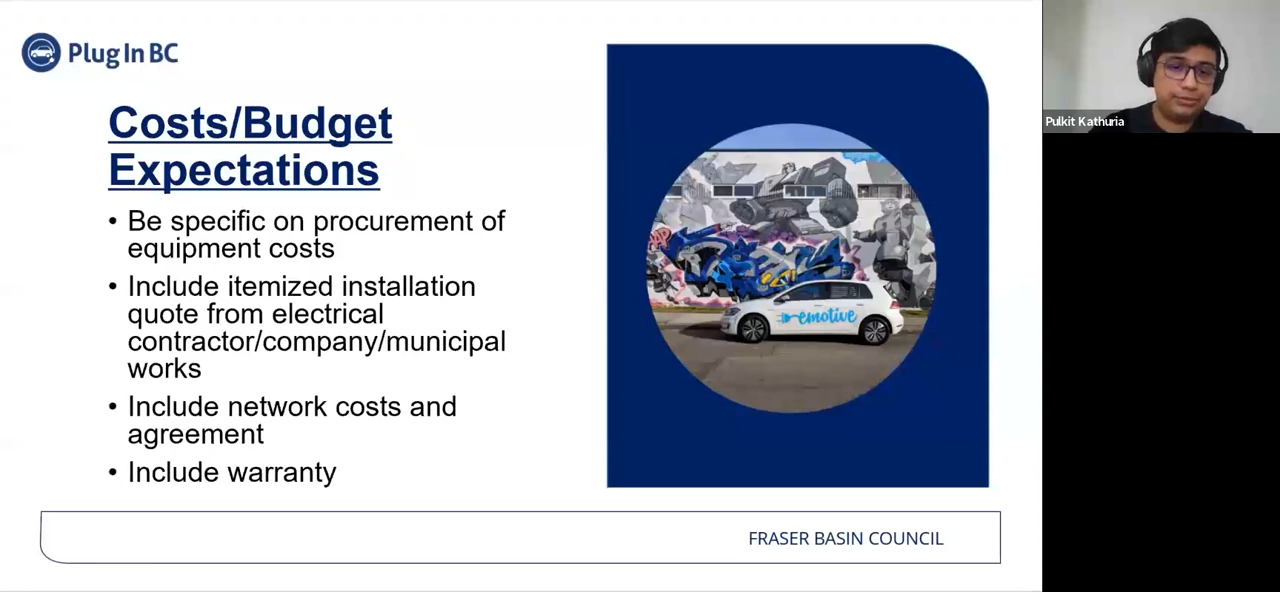 Plug In BC
Costs/Budget
Expectations
• Be specific on procurement of
equipment costs
• Include itemized installation
quote from electrical
contractor/company/municipal
works
• Include network costs and
agreement
• Include warranty
emotive
FRASER BASIN COUNCIL
Pulkit Kathuria